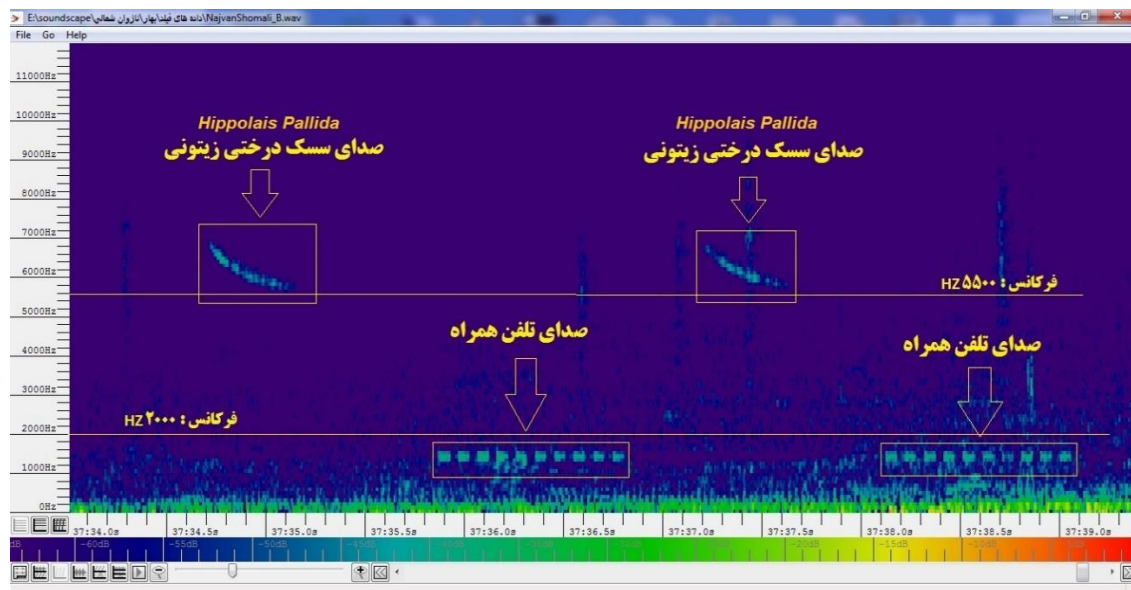 E:\soundscape\داده های فیلد\بهار\ناژوان شمالی\NajvanShomali_B.wav
File Go Help
11000Hz
10000Hz
9000Hz
8000Hz
7000Hz
6000Hz
5000Hz
4000Hz
3000Hz
2000Hz
1000Hz
0Hz
Hippolais Pallida
صدای سسک درختی زیتونی
Hippolais Pallida
صدای سسک درختی زیتونی
فرکانس: ۵۵۰۰ HZ
صدای تلفن همراه
صدای تلفن همراه
فرکانس: ۲۰۰۰ HZ
37:34.0s 37:34.5s 37:35.0s 37:35.5s 37:36.0s 37:36.5s 37:37.0s 37:37.5s 37:38.0s 37:38.5s 37:39.0s
dB -60dB -55dB -50dB -45dB -20dB -15dB -10dB